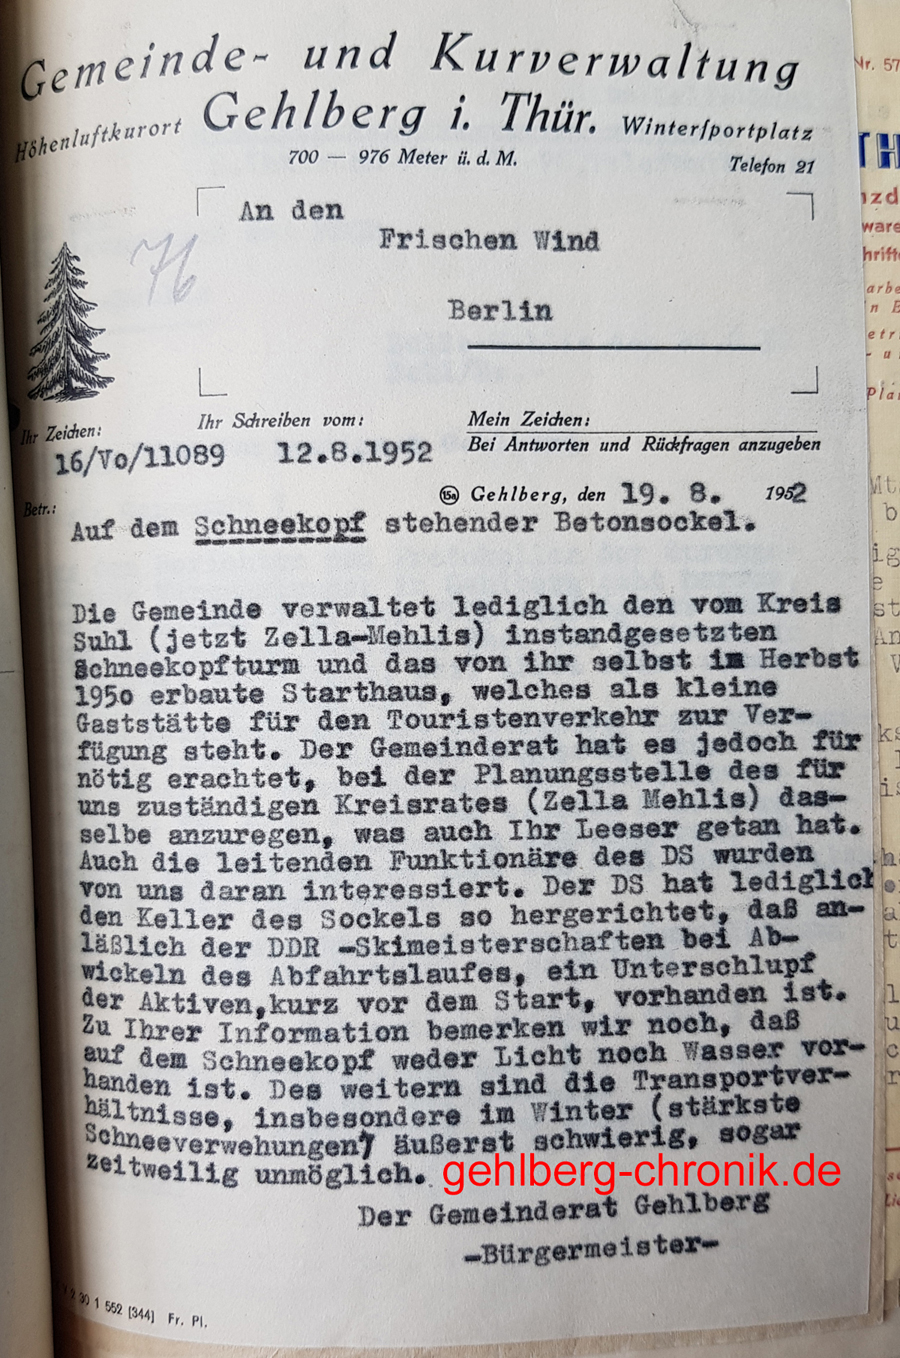 Gemeinde- und Kurverwaltung
Höhenluftkurort Gehlberg i. Thür. Wintersportplatz
700 — 976 Meter ü. d. M. Telefon 21
An den
Frischen Wind
76
Berlin
Ihr Zeichen: Ihr Schreiben vom: Mein Zeichen:
16/Vo/11089 12.8.1952 Bei Antworten und Rückfragen anzugeben
15a Gehlberg, den 19. 8. 1952
Betr.:
Auf dem Schneekopf stehender Betonsockel.
Die Gemeinde verwaltet lediglich den vom Kreis
Suhl (jetzt Zella-Mehlis) instandgesetzten
Schneekopfturm und das von ihr selbst im Herbst
195o erbaute Starthaus, welches als kleine
Gaststätte für den Touristenverkehr zur Ver-
fügung steht. Der Gemeinderat hat es jedoch für
nötig erachtet, bei der Planungsstelle des für
uns zuständigen Kreisrates (Zella Mehlis) das-
selbe anzuregen, was auch Ihr Leeser getan hat.
Auch die leitenden Funktionäre des DS wurden
von uns daran interessiert. Der DS hat lediglich
den Keller des Sockels so hergerichtet, daß an-
läßlich der DDR -Skimeisterschaften bei Ab-
wickeln des Abfahrtslaufes, ein Unterschlupf
der Aktiven,kurz vor dem Start, vorhanden ist.
Zu Ihrer Information bemerken wir noch, daß
auf dem Schneekopf weder Licht noch Wasser vor-
handen ist. Des weitern sind die Transportver-
hältnisse, insbesondere im Winter (stärkste
Schneeverwehungen) äußerst schwierig, sogar
zeitweilig unmöglich.
gehlberg-chronik.de
Der Gemeinderat Gehlberg
-Bürgermeister-
30 1 552 [344] Fr. Pl.
Nr. 57